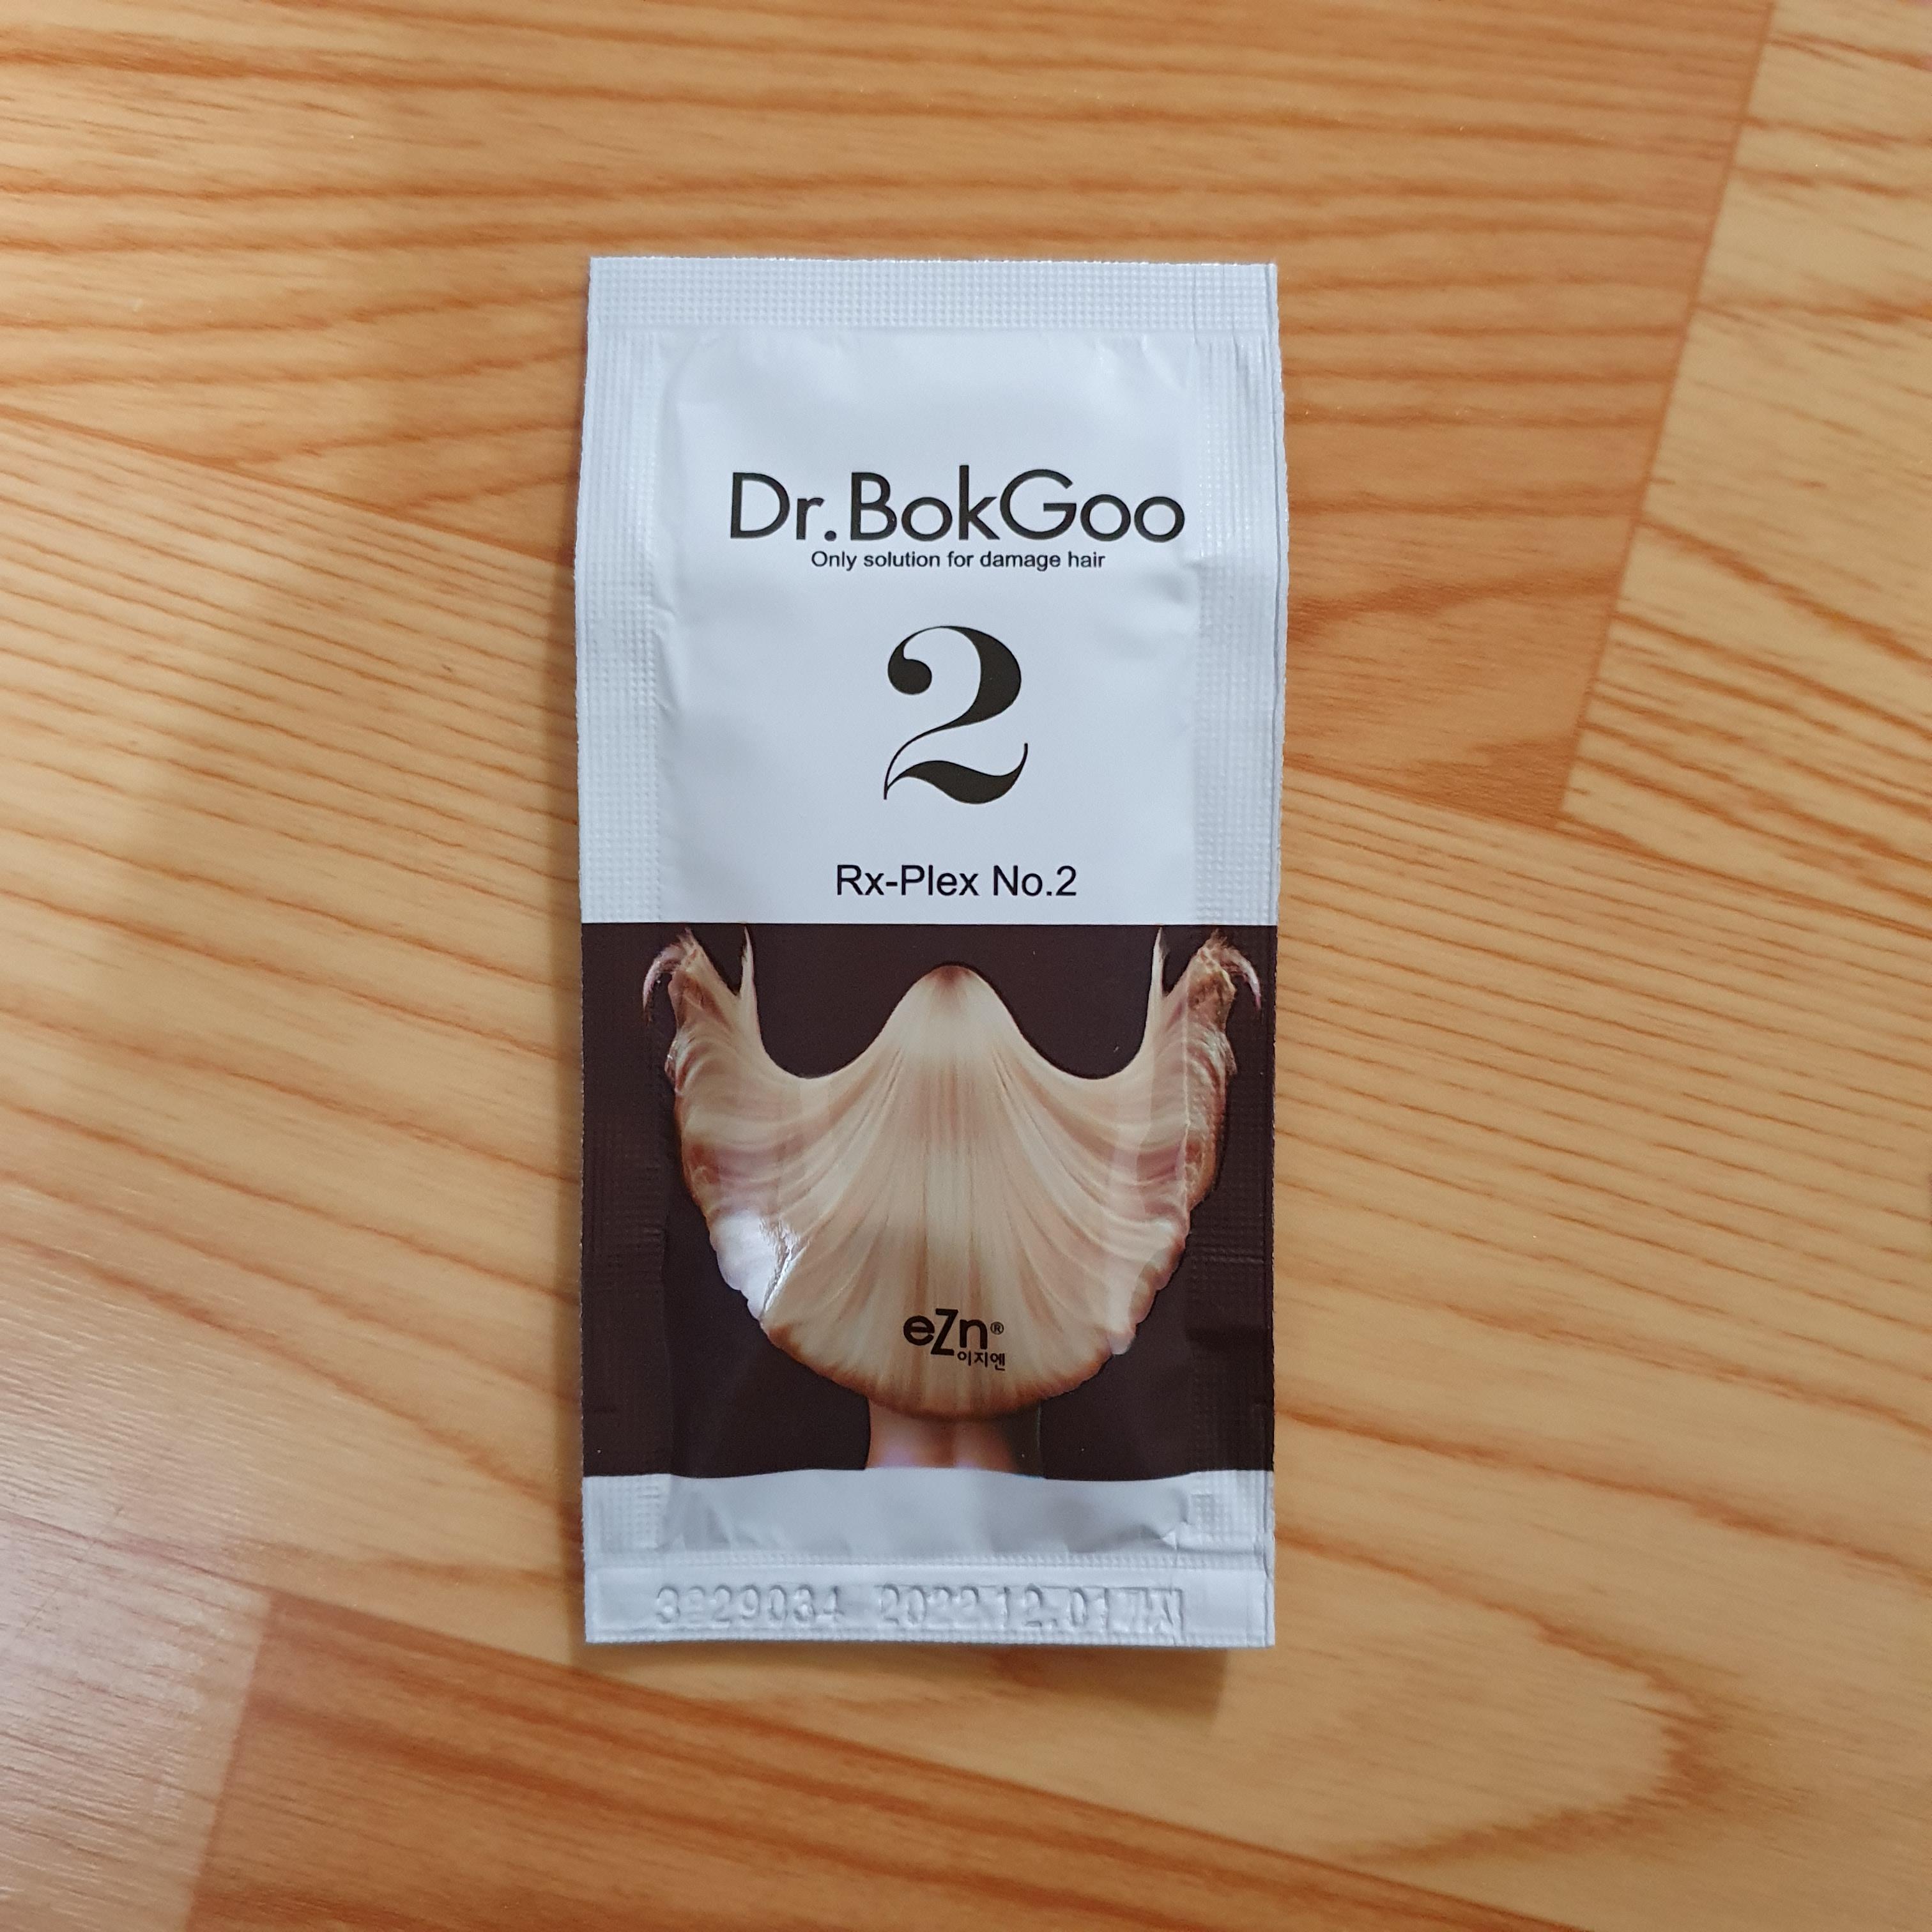 Dr.BokGoo
Only solution for damage hair
2
Rx-Plex No.2
eZn®
이지엔
2022.12.01까지